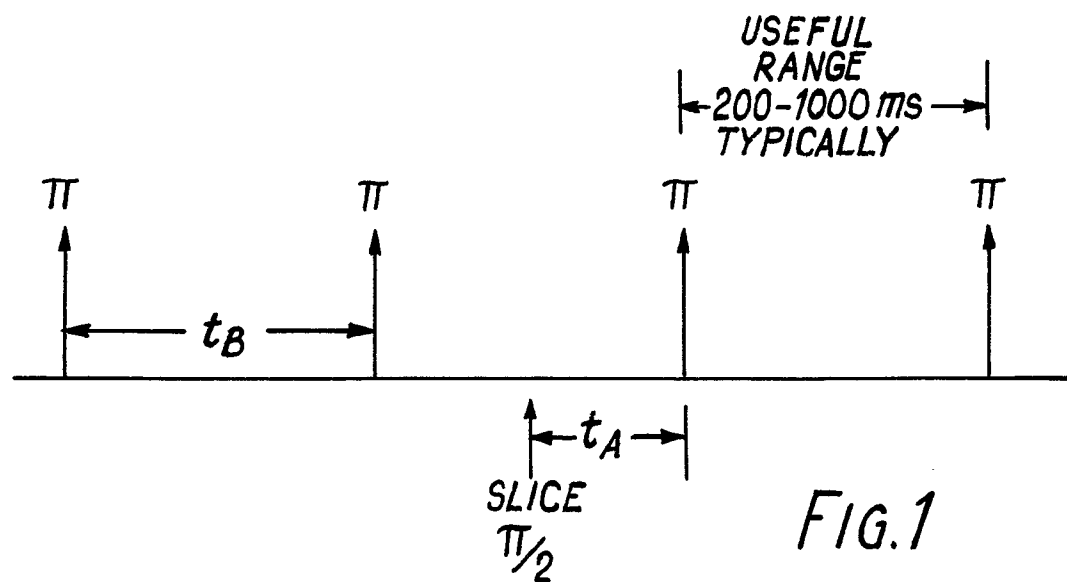 USEFUL
RANGE
200-1000 ms
TYPICALLY
π π π π
t_B
t_A
SLICE
π/2
FIG.1